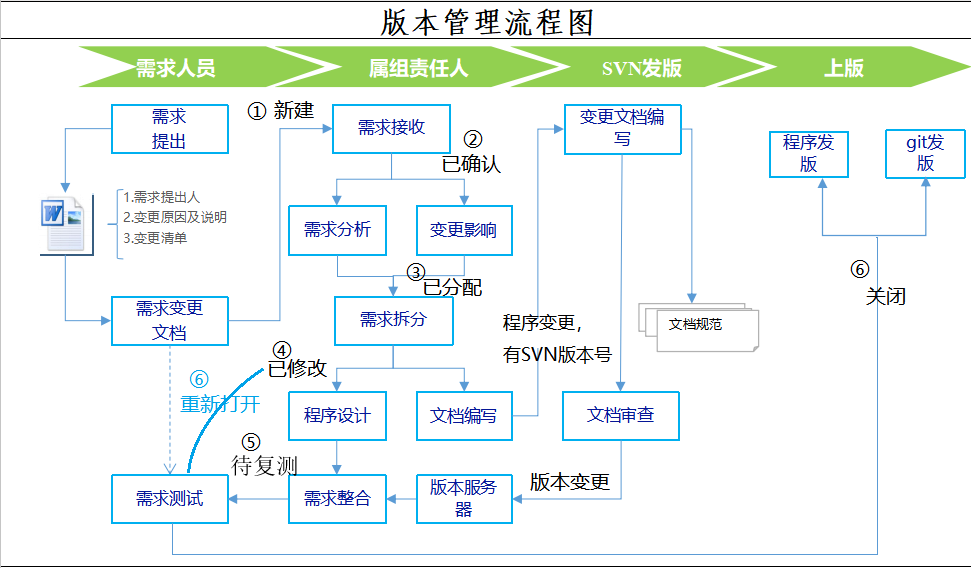 版本管理流程图
需求人员
属组责任人
SVN发版
上版
需求
提出
① 新建
需求接收
②
已确认
变更文档编
写
程序发
版
git发
版
1.需求提出人
2.变更原因及说明
3.变更清单
需求分析
变更影响
③
已分配
⑥
关闭
需求变更
文档
需求拆分
程序变更，
有SVN版本号
文档规范
④
已修改
⑥
重新打开
程序设计
文档编写
文档审查
⑤
待复测
需求测试
需求整合
版本服务
器
版本变更